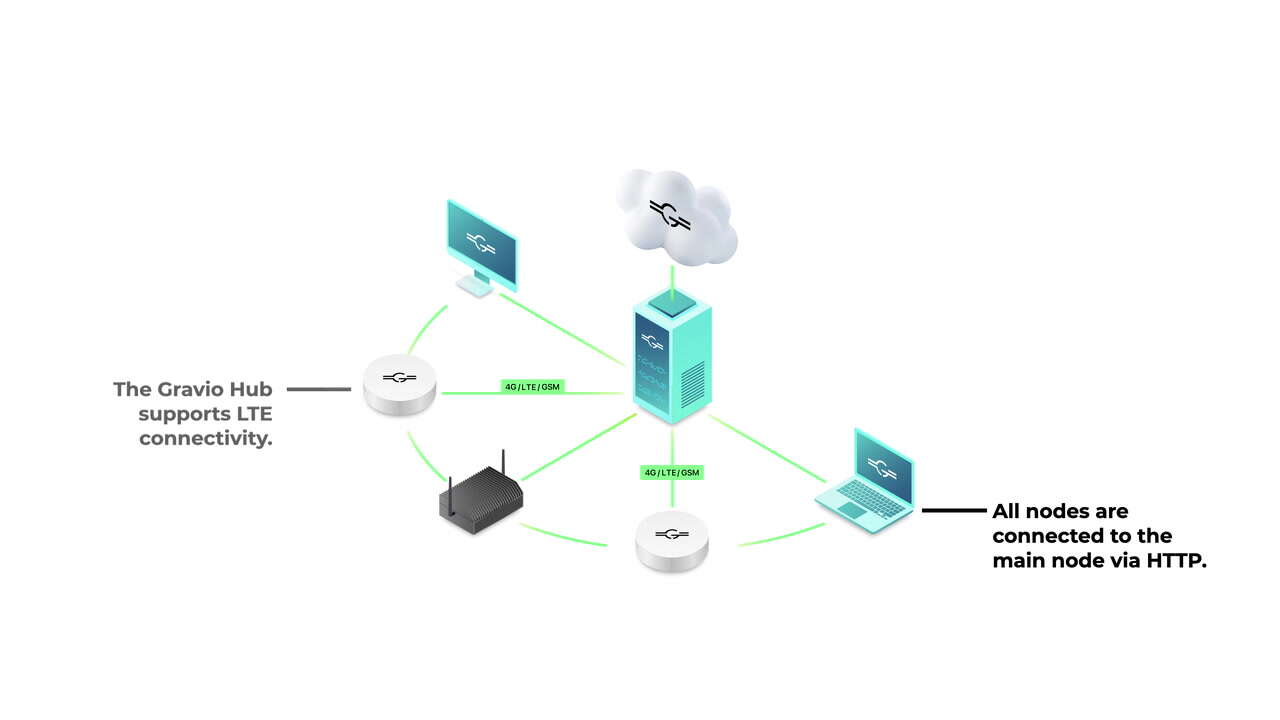 4G/LTE/GSM
The Gravio Hub
supports LTE
connectivity.
4G/LTE/GSM
All nodes are
connected to the
main node via HTTP.